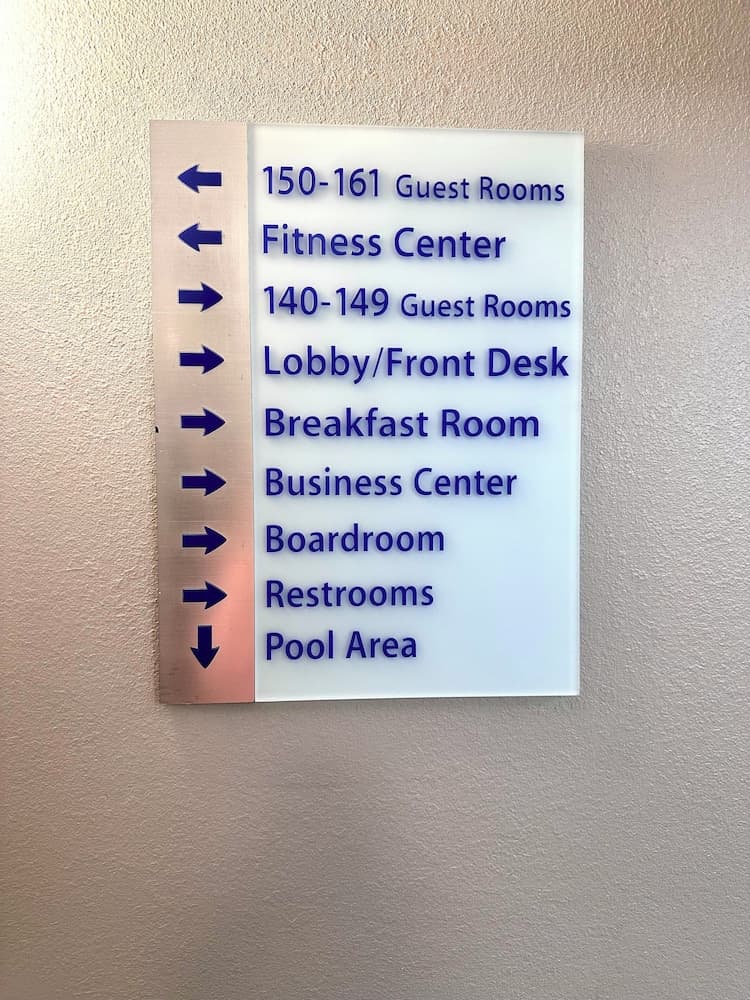 ← 150-161 Guest Rooms
← Fitness Center
→ 140-149 Guest Rooms
→ Lobby/Front Desk
→ Breakfast Room
→ Business Center
→ Boardroom
→ Restrooms
↓ Pool Area